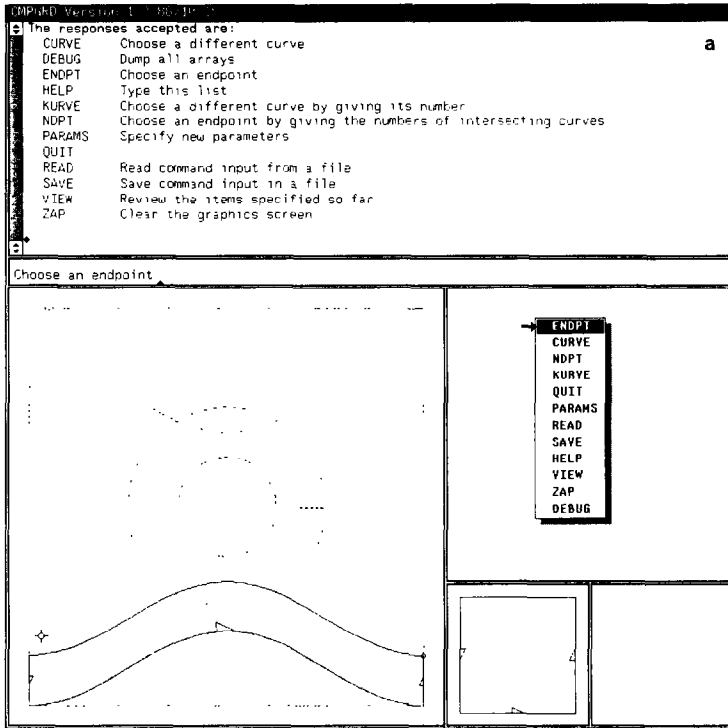 CMPGRD Version 1
The responses accepted are:
a
CURVE Choose a different curve
DEBUG Dump all arrays
ENDPT Choose an endpoint
HELP Type this list
KURVE Choose a different curve by giving its number
NDPT Choose an endpoint by giving the numbers of intersecting curves
PARAMS Specify new parameters
QUIT
READ Read command input from a file
SAVE Save command input in a file
VIEW Review the items specified so far
ZAP Clear the graphics screen
Choose an endpoint
ENDPT
CURVE
NDPT
KURVE
QUIT
PARAMS
READ
SAVE
HELP
VIEW
ZAP
DEBUG